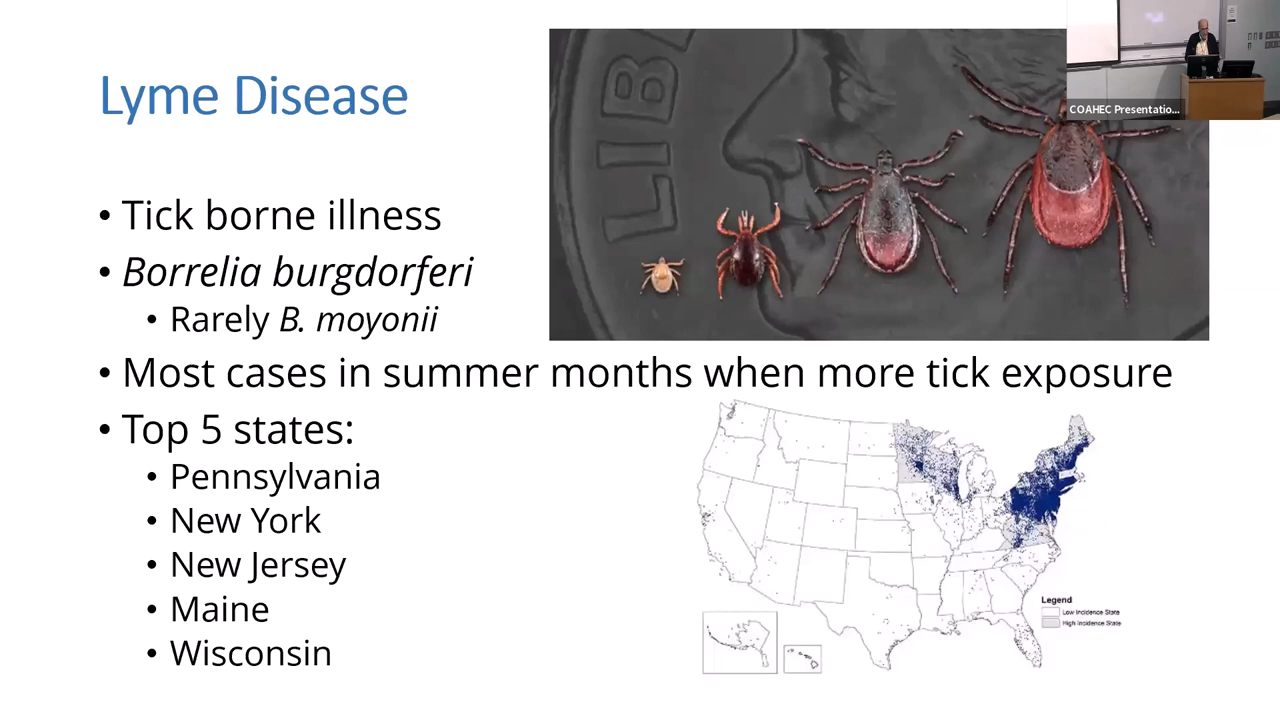 Lyme Disease
LIB
COAHEC Presentatio...
• Tick borne illness
• Borrelia burgdorferi
• Rarely B. moyonii
• Most cases in summer months when more tick exposure
• Top 5 states:
• Pennsylvania
• New York
• New Jersey
• Maine
• Wisconsin
Legend
Low Incidence State
High Incidence State